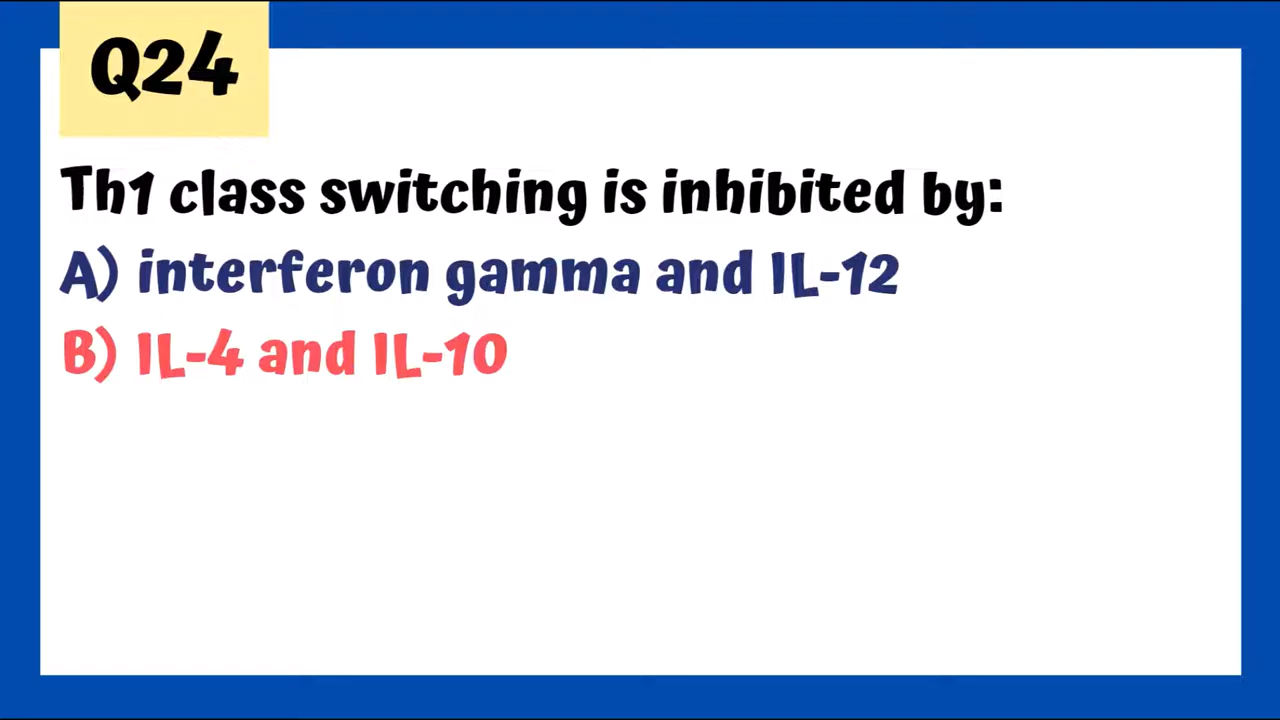 Q24
Th1 class switching is inhibited by:
A) interferon gamma and IL-12
B) IL-4 and IL-10